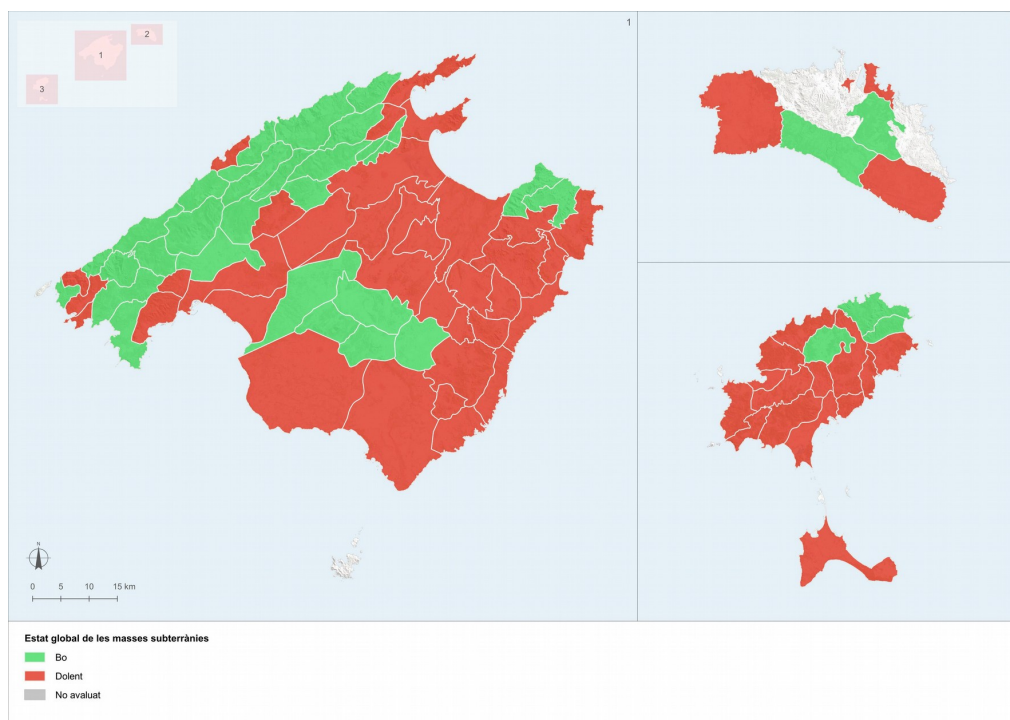 1
2
1
3
N
0 5 10 15 km
Estat global de les masses subterrànies
Bo
Dolent
No avaluat